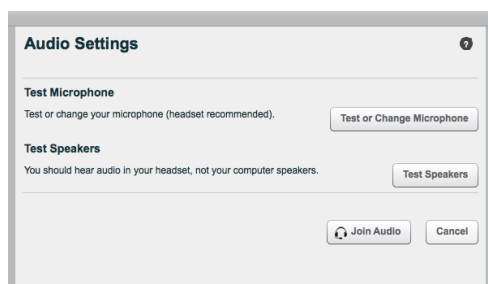 Audio Settings
?
Test Microphone
Test or change your microphone (headset recommended).
Test or Change Microphone
Test Speakers
You should hear audio in your headset, not your computer speakers.
Test Speakers
Join Audio
Cancel